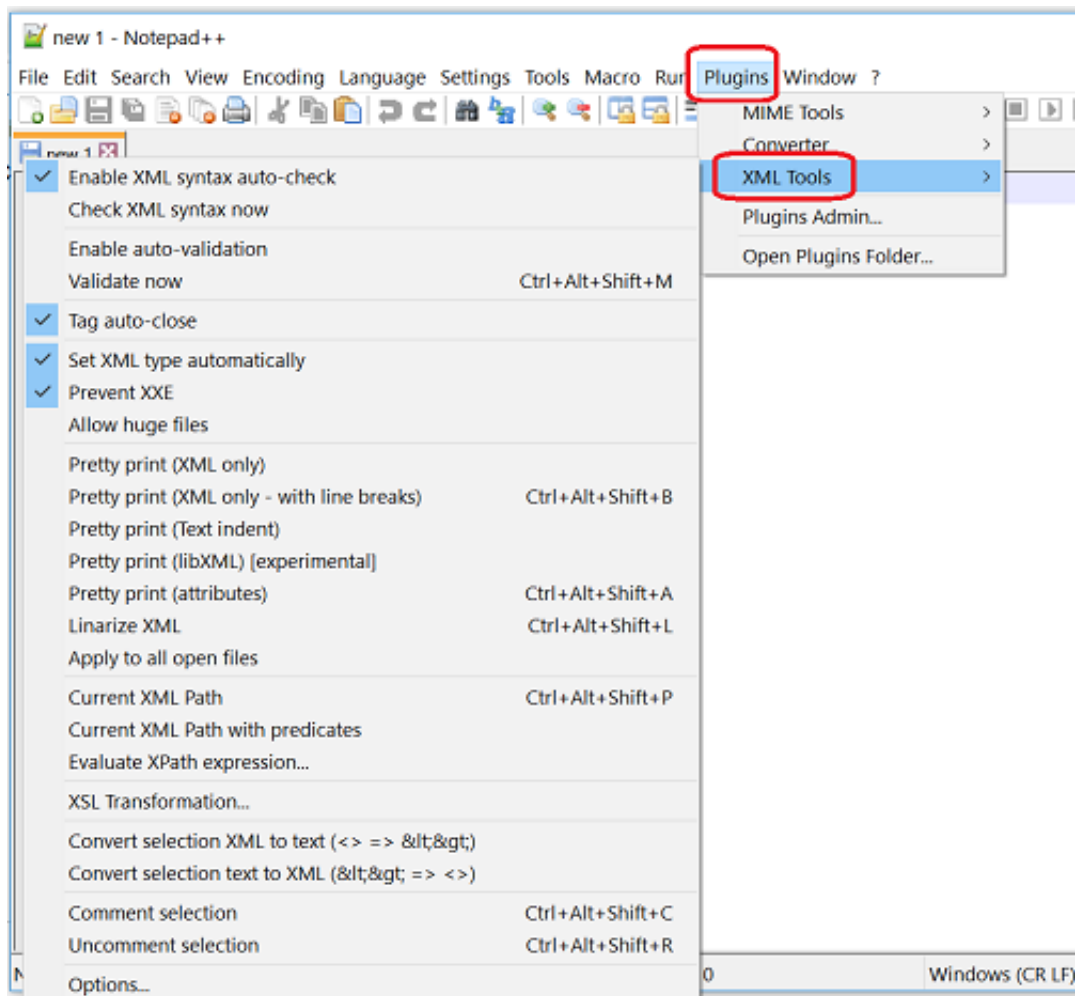 new 1 - Notepad++
File Edit Search View Encoding Language Settings Tools Macro Run Plugins Window ?
new 1
MIME Tools
Converter
XML Tools
Plugins Admin...
Open Plugins Folder...
Enable XML syntax auto-check
Check XML syntax now
Enable auto-validation
Validate now Ctrl+Alt+Shift+M
Tag auto-close
Set XML type automatically
Prevent XXE
Allow huge files
Pretty print (XML only)
Pretty print (XML only - with line breaks) Ctrl+Alt+Shift+B
Pretty print (Text indent)
Pretty print (libXML) [experimental]
Pretty print (attributes) Ctrl+Alt+Shift+A
Linarize XML Ctrl+Alt+Shift+L
Apply to all open files
Current XML Path Ctrl+Alt+Shift+P
Current XML Path with predicates
Evaluate XPath expression...
XSL Transformation...
Convert selection XML to text (<> => &lt;&gt;)
Convert selection text to XML (&lt;&gt; => <>)
Comment selection Ctrl+Alt+Shift+C
Uncomment selection Ctrl+Alt+Shift+R
Options...
N 0 Windows (CR LF)